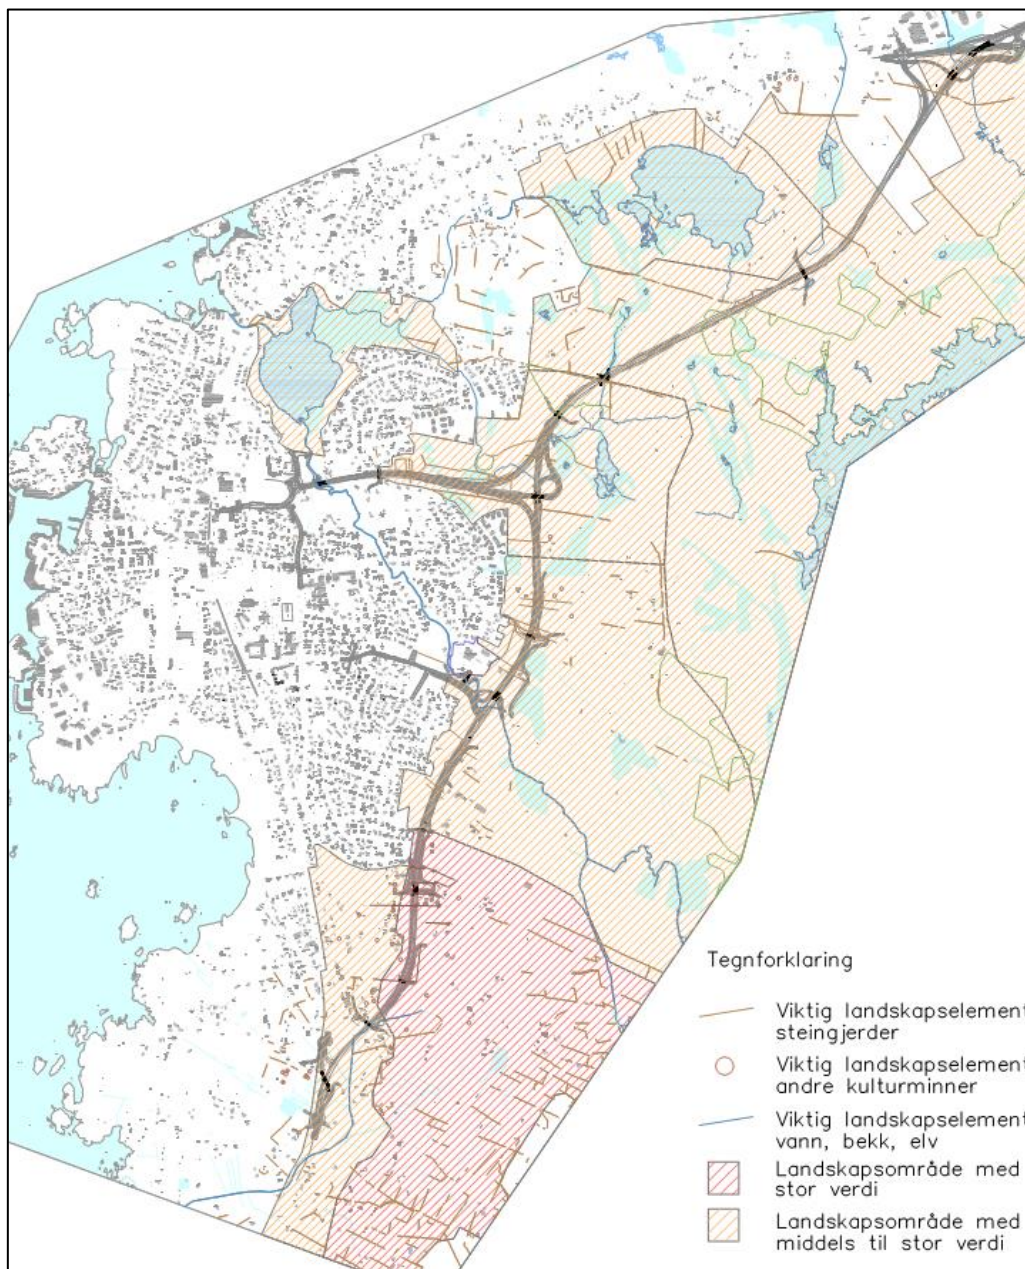 Tegnforklaring
Viktig landskapselement
steingjerder
Viktig landskapselement
andre kulturminner
Viktig landskapselement
vann, bekk, elv
Landskapsområde med
stor verdi
Landskapsområde med
middels til stor verdi